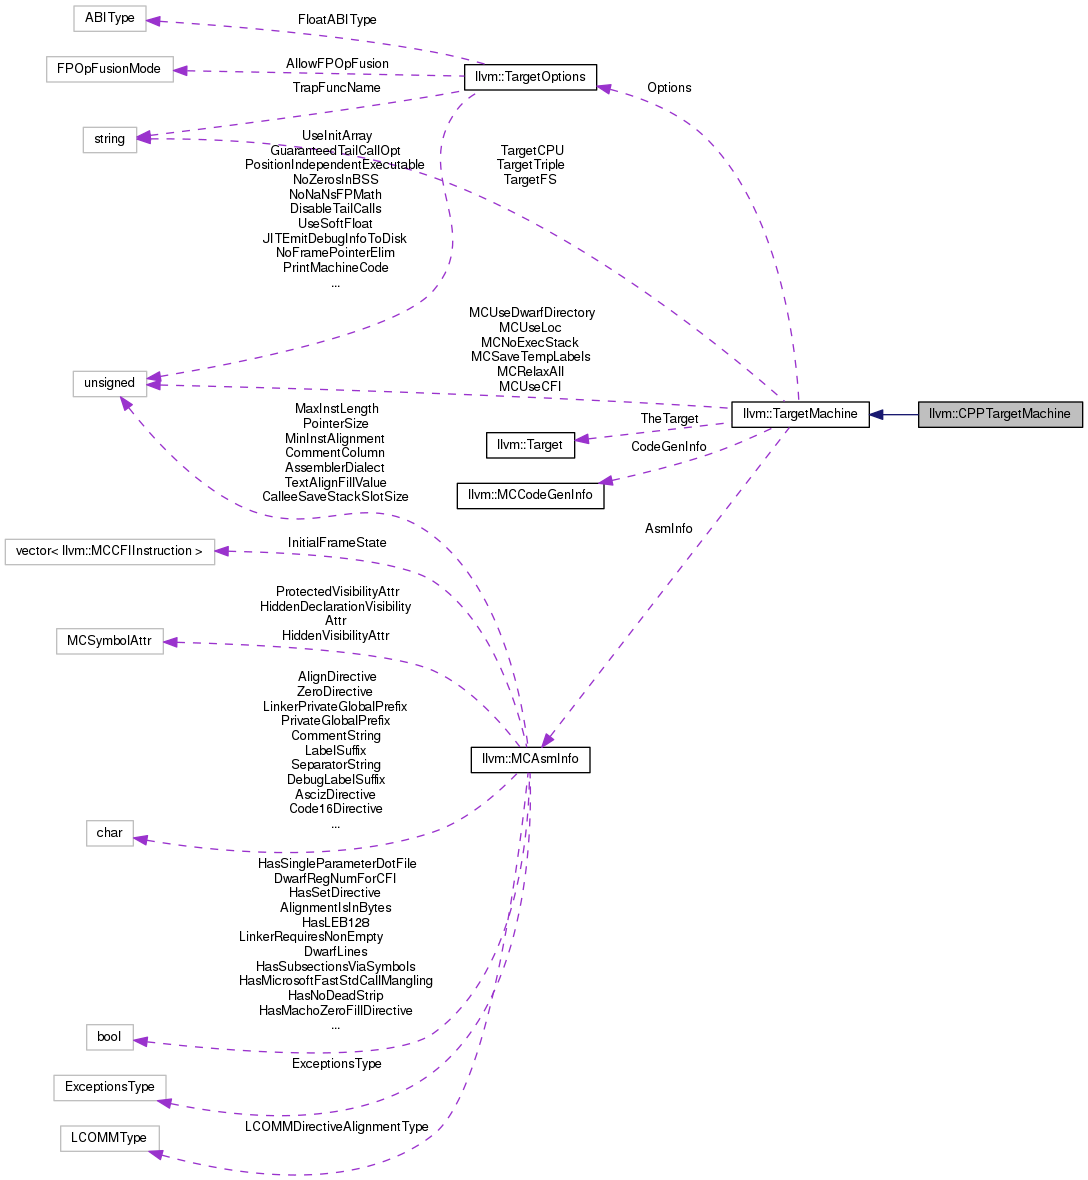 ABIType
FloatABIType
FPOpFusionMode
AllowFPOpFusion
llvm::TargetOptions
Options
TrapFuncName
string
UseInitArray
GuaranteedTailCallOpt
PositionIndependentExecutable
NoZerosInBSS
NoNaNsFPMath
DisableTailCalls
UseSoftFloat
JITEmitDebugInfoToDisk
NoFramePointerElim
PrintMachineCode
...
TargetCPU
TargetTriple
TargetFS
MCUseDwarfDirectory
MCUseLoc
MCNoExecStack
MCSaveTempLabels
MCRelaxAll
MCUseCFI
unsigned
llvm::TargetMachine
llvm::CPPTargetMachine
TheTarget
llvm::Target
CodeGenInfo
llvm::MCCodeGenInfo
MaxInstLength
PointerSize
MinInstAlignment
CommentColumn
AssemblerDialect
TextAlignFillValue
CalleeSaveStackSlotSize
AsmInfo
vector< llvm::MCCFIInstruction >
InitialFrameState
ProtectedVisibilityAttr
HiddenDeclarationVisibility
Attr
HiddenVisibilityAttr
MCSymbolAttr
AlignDirective
ZeroDirective
LinkerPrivateGlobalPrefix
PrivateGlobalPrefix
CommentString
LabelSuffix
SeparatorString
DebugLabelSuffix
AscizDirective
Code16Directive
...
llvm::MCAsmInfo
char
HasSingleParameterDotFile
DwarfRegNumForCFI
HasSetDirective
AlignmentIsInBytes
HasLEB128
LinkerRequiresNonEmpty
DwarfLines
HasSubsectionsViaSymbols
HasMicrosoftFastStdCallMangling
HasNoDeadStrip
HasMachoZeroFillDirective
...
bool
ExceptionsType
ExceptionsType
LCOMMDirectiveAlignmentType
LCOMMType